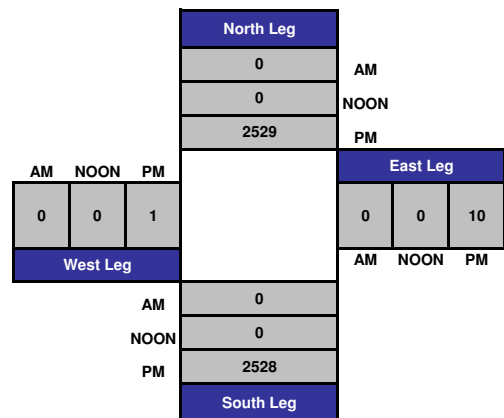 North Leg
0 AM
0 NOON
2529 PM
AM NOON PM East Leg
0 0 1 0 0 10
West Leg AM NOON PM
AM 0
NOON 0
PM 2528
South Leg